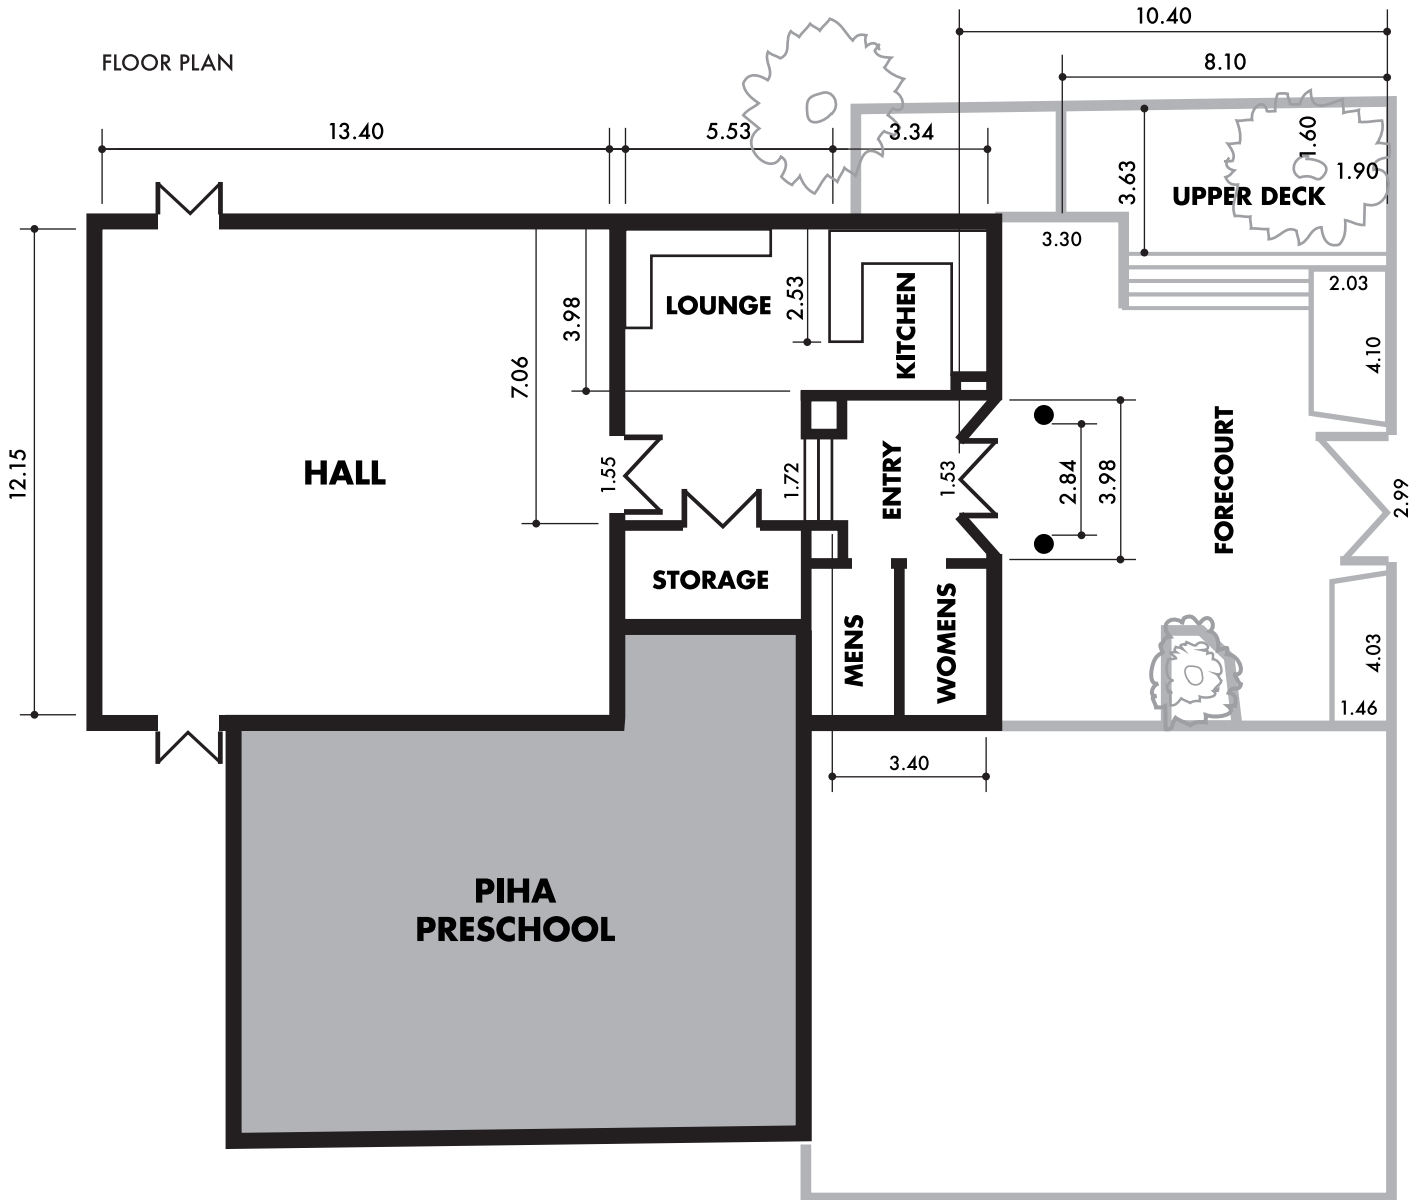 10.40
FLOOR PLAN
8.10
13.40
5.53
3.34
1.60
3.63
1.90
UPPER DECK
3.30
2.03
2.53
LOUNGE
3.98
KITCHEN
4.10
7.06
12.15
HALL
1.55
1.72
ENTRY
1.53
2.84
3.98
FORECOURT
2.99
STORAGE
MENS
WOMENS
4.03
1.46
3.40
PIHA
PRESCHOOL